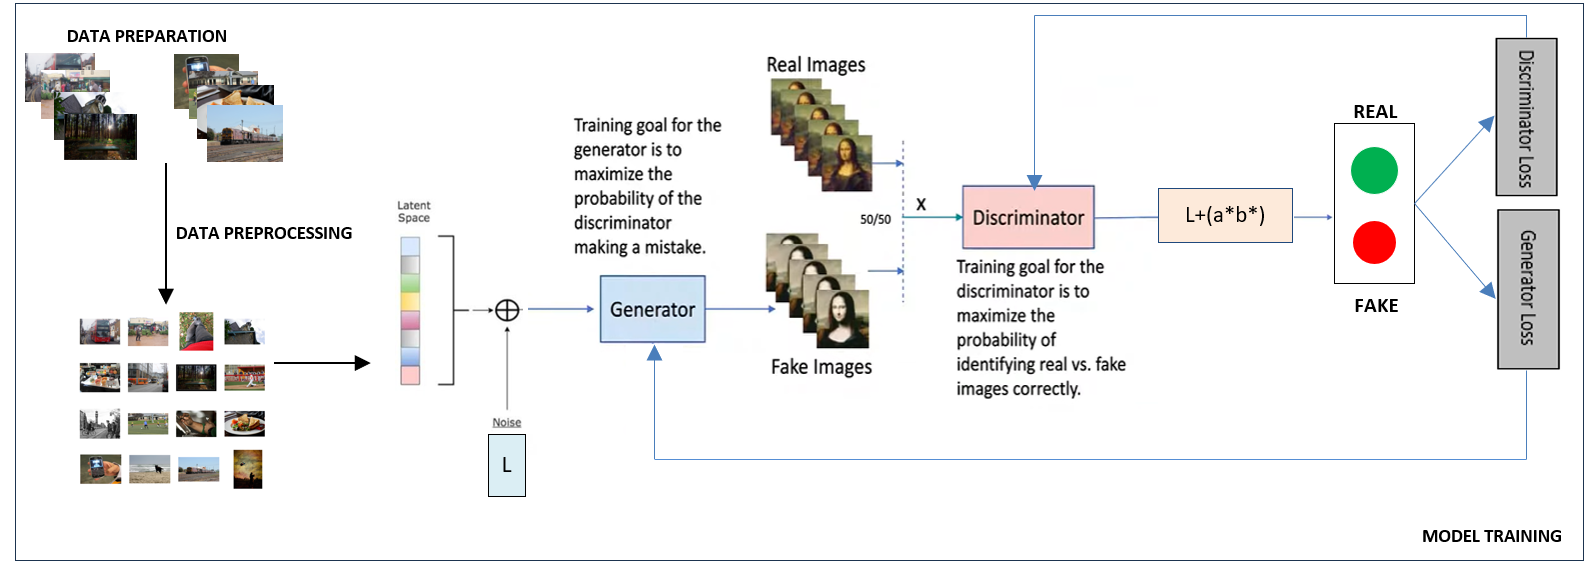 DATA PREPARATION
DATA PREPROCESSING
Latent
Space
Noise
L
Training goal for the
generator is to
maximize the
probability of the
discriminator
making a mistake.
Generator
Real Images
50/50
Fake Images
X
Discriminator
Training goal for the
discriminator is to
maximize the
probability of
identifying real vs. fake
images correctly.
L+(a*b*)
REAL
FAKE
Discriminator Loss
Generator Loss
MODEL TRAINING